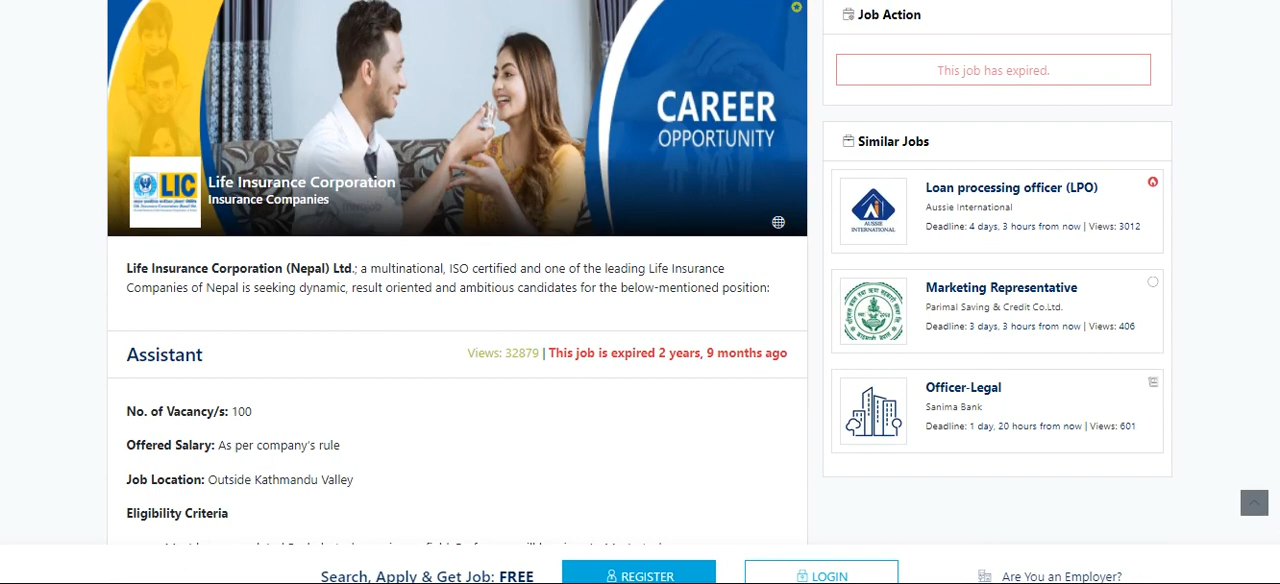 CAREER
OPPORTUNITY
LIC
Life Insurance Corporation
Insurance Companies
Life Insurance Corporation (Nepal) Ltd.; a multinational, ISO certified and one of the leading Life Insurance
Companies of Nepal is seeking dynamic, result oriented and ambitious candidates for the below-mentioned position:
Assistant
Views: 32879 | This job is expired 2 years, 9 months ago
No. of Vacancy/s: 100
Offered Salary: As per company's rule
Job Location: Outside Kathmandu Valley
Eligibility Criteria
Job Action
This job has expired.
Similar Jobs
Loan processing officer (LPO)
AUSSIE
INTERNATIONAL
Aussie International
Deadline: 4 days, 3 hours from now | Views: 3012
Marketing Representative
Parimal Saving & Credit Co.Ltd.
Deadline: 3 days, 3 hours from now | Views: 406
Officer-Legal
Sanima Bank
Deadline: 1 day, 20 hours from now | Views: 601
Search, Apply & Get Job: FREE
REGISTER
LOGIN
Are You an Employer?